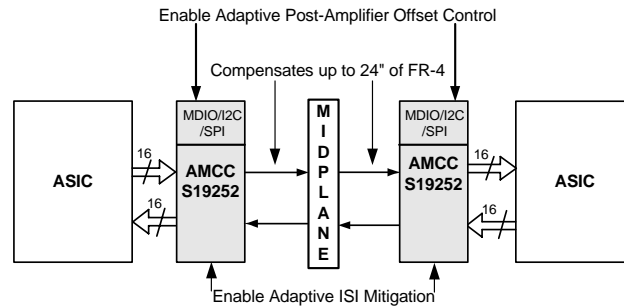 Enable Adaptive Post-Amplifier Offset Control
Compensates up to 24" of FR-4
MDIO/I2C
/SPI
MIDPLANE
MDIO/I2C
/SPI
16
AMCC
S19252
AMCC
S19252
16
ASIC
ASIC
16
16
Enable Adaptive ISI Mitigation